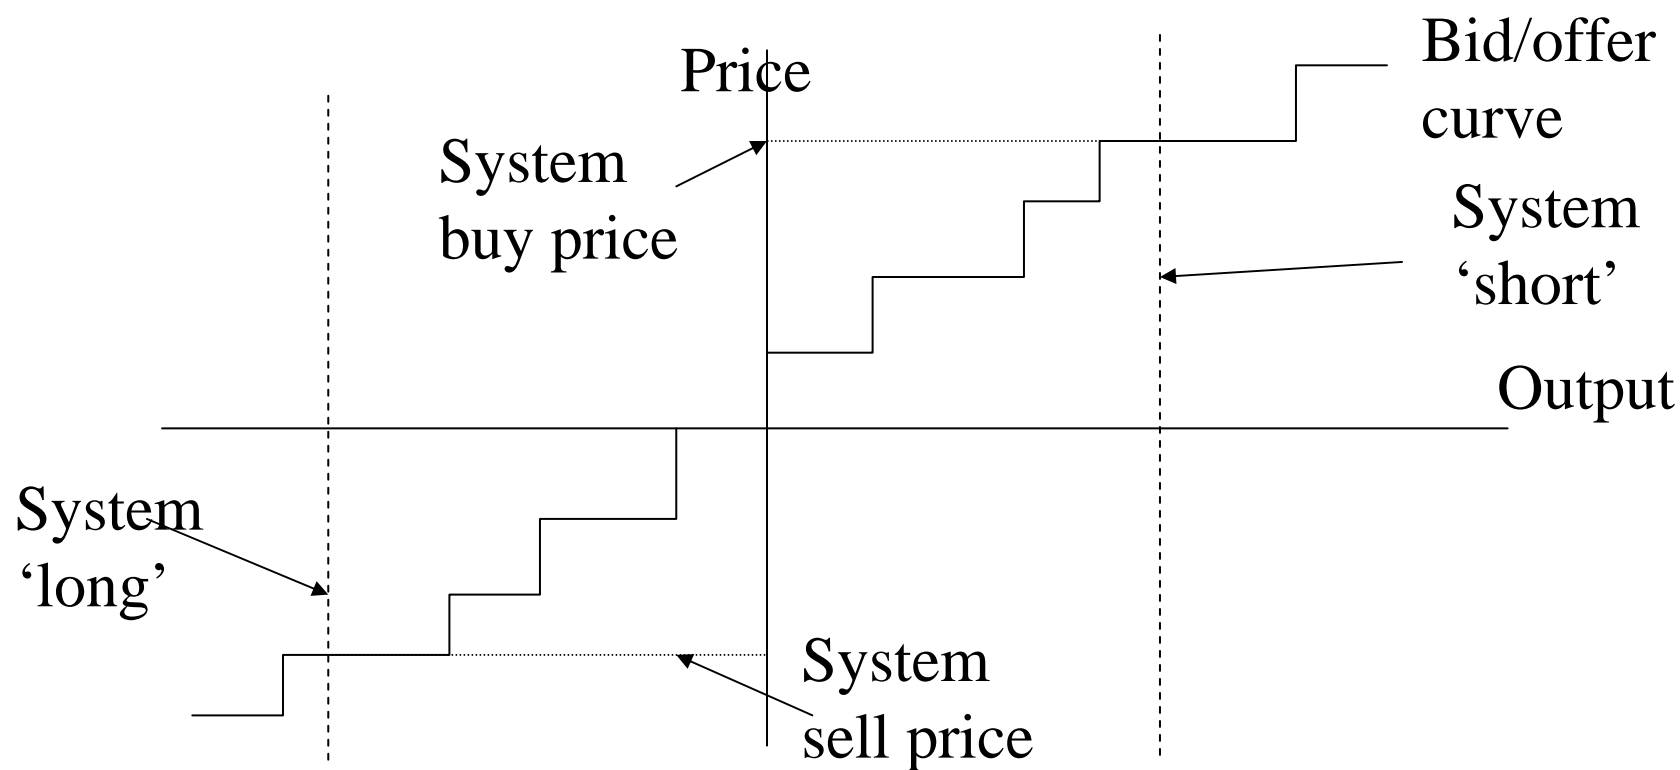 Price
Bid/offer
curve
System
buy price
System
‘short’
Output
System
‘long’
System
sell price